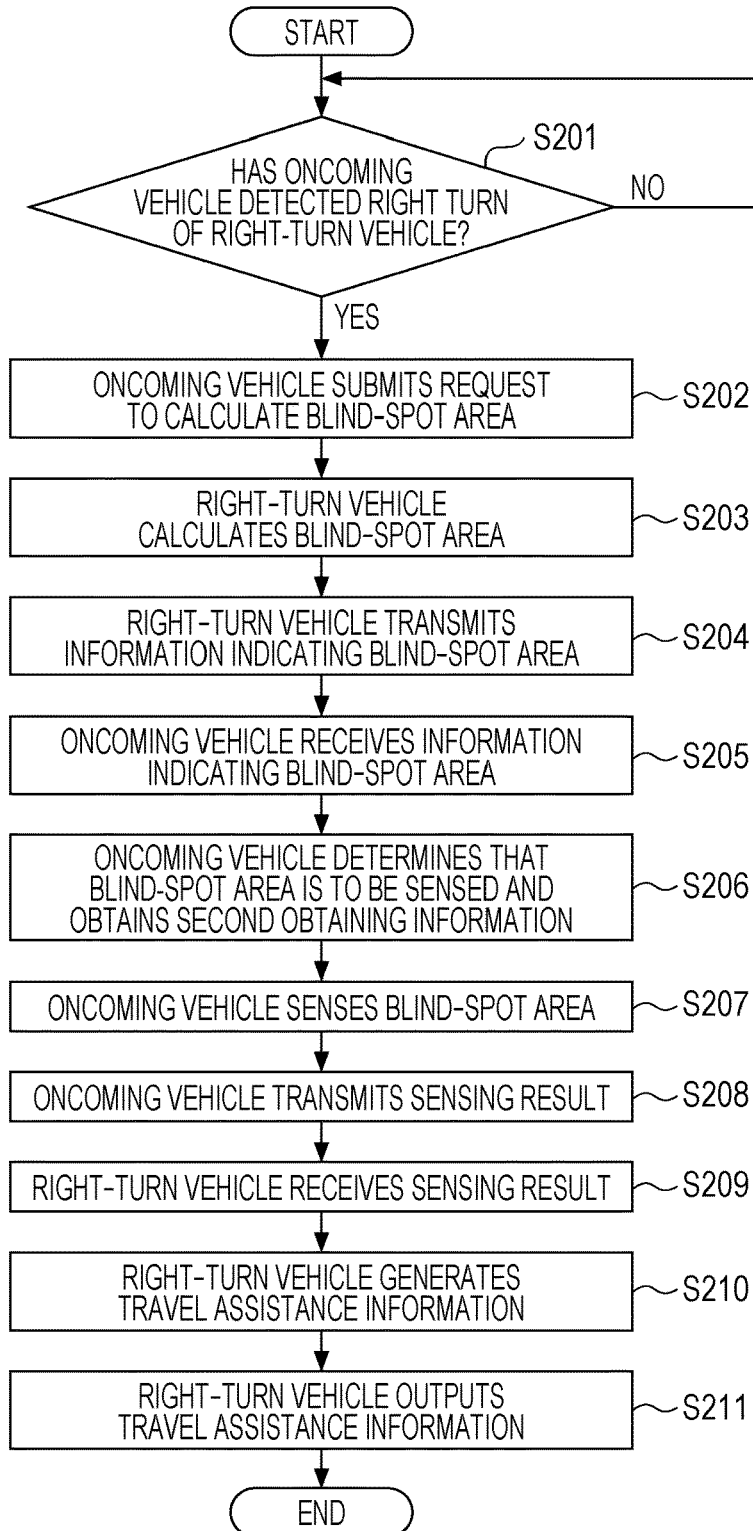 START
S201
HAS ONCOMING
VEHICLE DETECTED RIGHT TURN
OF RIGHT-TURN VEHICLE?
NO
YES
ONCOMING VEHICLE SUBMITS REQUEST
TO CALCULATE BLIND-SPOT AREA
S202
RIGHT-TURN VEHICLE
CALCULATES BLIND-SPOT AREA
S203
RIGHT-TURN VEHICLE TRANSMITS
INFORMATION INDICATING BLIND-SPOT AREA
S204
ONCOMING VEHICLE RECEIVES INFORMATION
INDICATING BLIND-SPOT AREA
S205
ONCOMING VEHICLE DETERMINES THAT
BLIND-SPOT AREA IS TO BE SENSED AND
OBTAINS SECOND OBTAINING INFORMATION
S206
ONCOMING VEHICLE SENSES BLIND-SPOT AREA
S207
ONCOMING VEHICLE TRANSMITS SENSING RESULT
S208
RIGHT-TURN VEHICLE RECEIVES SENSING RESULT
S209
RIGHT-TURN VEHICLE GENERATES
TRAVEL ASSISTANCE INFORMATION
S210
RIGHT-TURN VEHICLE OUTPUTS
TRAVEL ASSISTANCE INFORMATION
S211
END